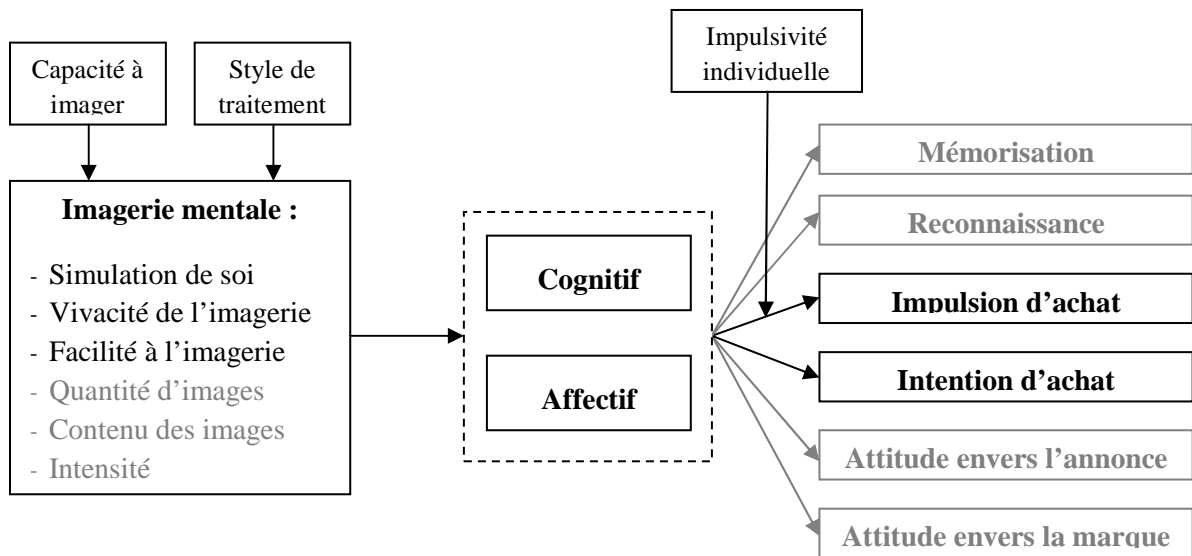 Capacité à
imager
Style de
traitement
Impulsivité
individuelle
Imagerie mentale :
- Simulation de soi
- Vivacité de l'imagerie
- Facilité à l'imagerie
- Quantité d'images
- Contenu des images
- Intensité
Cognitif
Affectif
Mémorisation
Reconnaissance
Impulsion d'achat
Intention d'achat
Attitude envers l'annonce
Attitude envers la marque